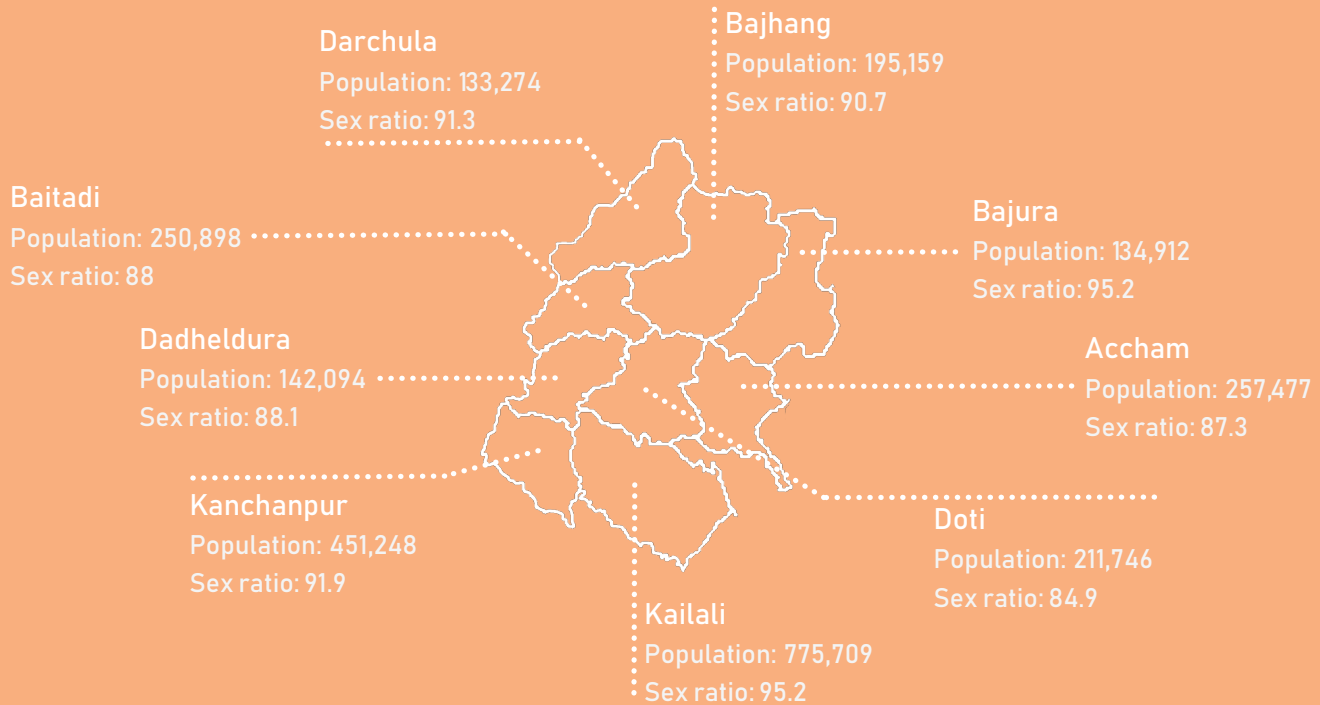 Darchula
Population: 133,274
Sex ratio: 91.3
Bajhang
Population: 195,159
Sex ratio: 90.7
Baitadi
Population: 250,898
Sex ratio: 88
Bajura
Population: 134,912
Sex ratio: 95.2
Dadheldura
Population: 142,094
Sex ratio: 88.1
Accham
Population: 257,477
Sex ratio: 87.3
Kanchanpur
Population: 451,248
Sex ratio: 91.9
Doti
Population: 211,746
Sex ratio: 84.9
Kailali
Population: 775,709
Sex ratio: 95.2